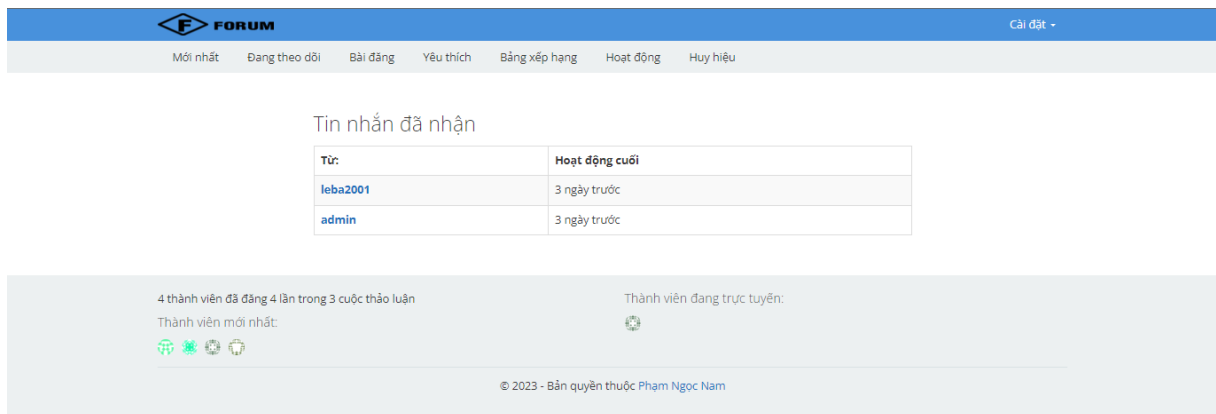 F FORUM Cài đặt
Mới nhất Đang theo dõi Bài đăng Yêu thích Bảng xếp hạng Hoạt động Huy hiệu
Tin nhắn đã nhận
Từ: Hoạt động cuối
leba2001 3 ngày trước
admin 3 ngày trước
4 thành viên đã đăng 4 lần trong 3 cuộc thảo luận Thành viên đang trực tuyến:
Thành viên mới nhất:
© 2023 - Bản quyền thuộc Phạm Ngọc Nam